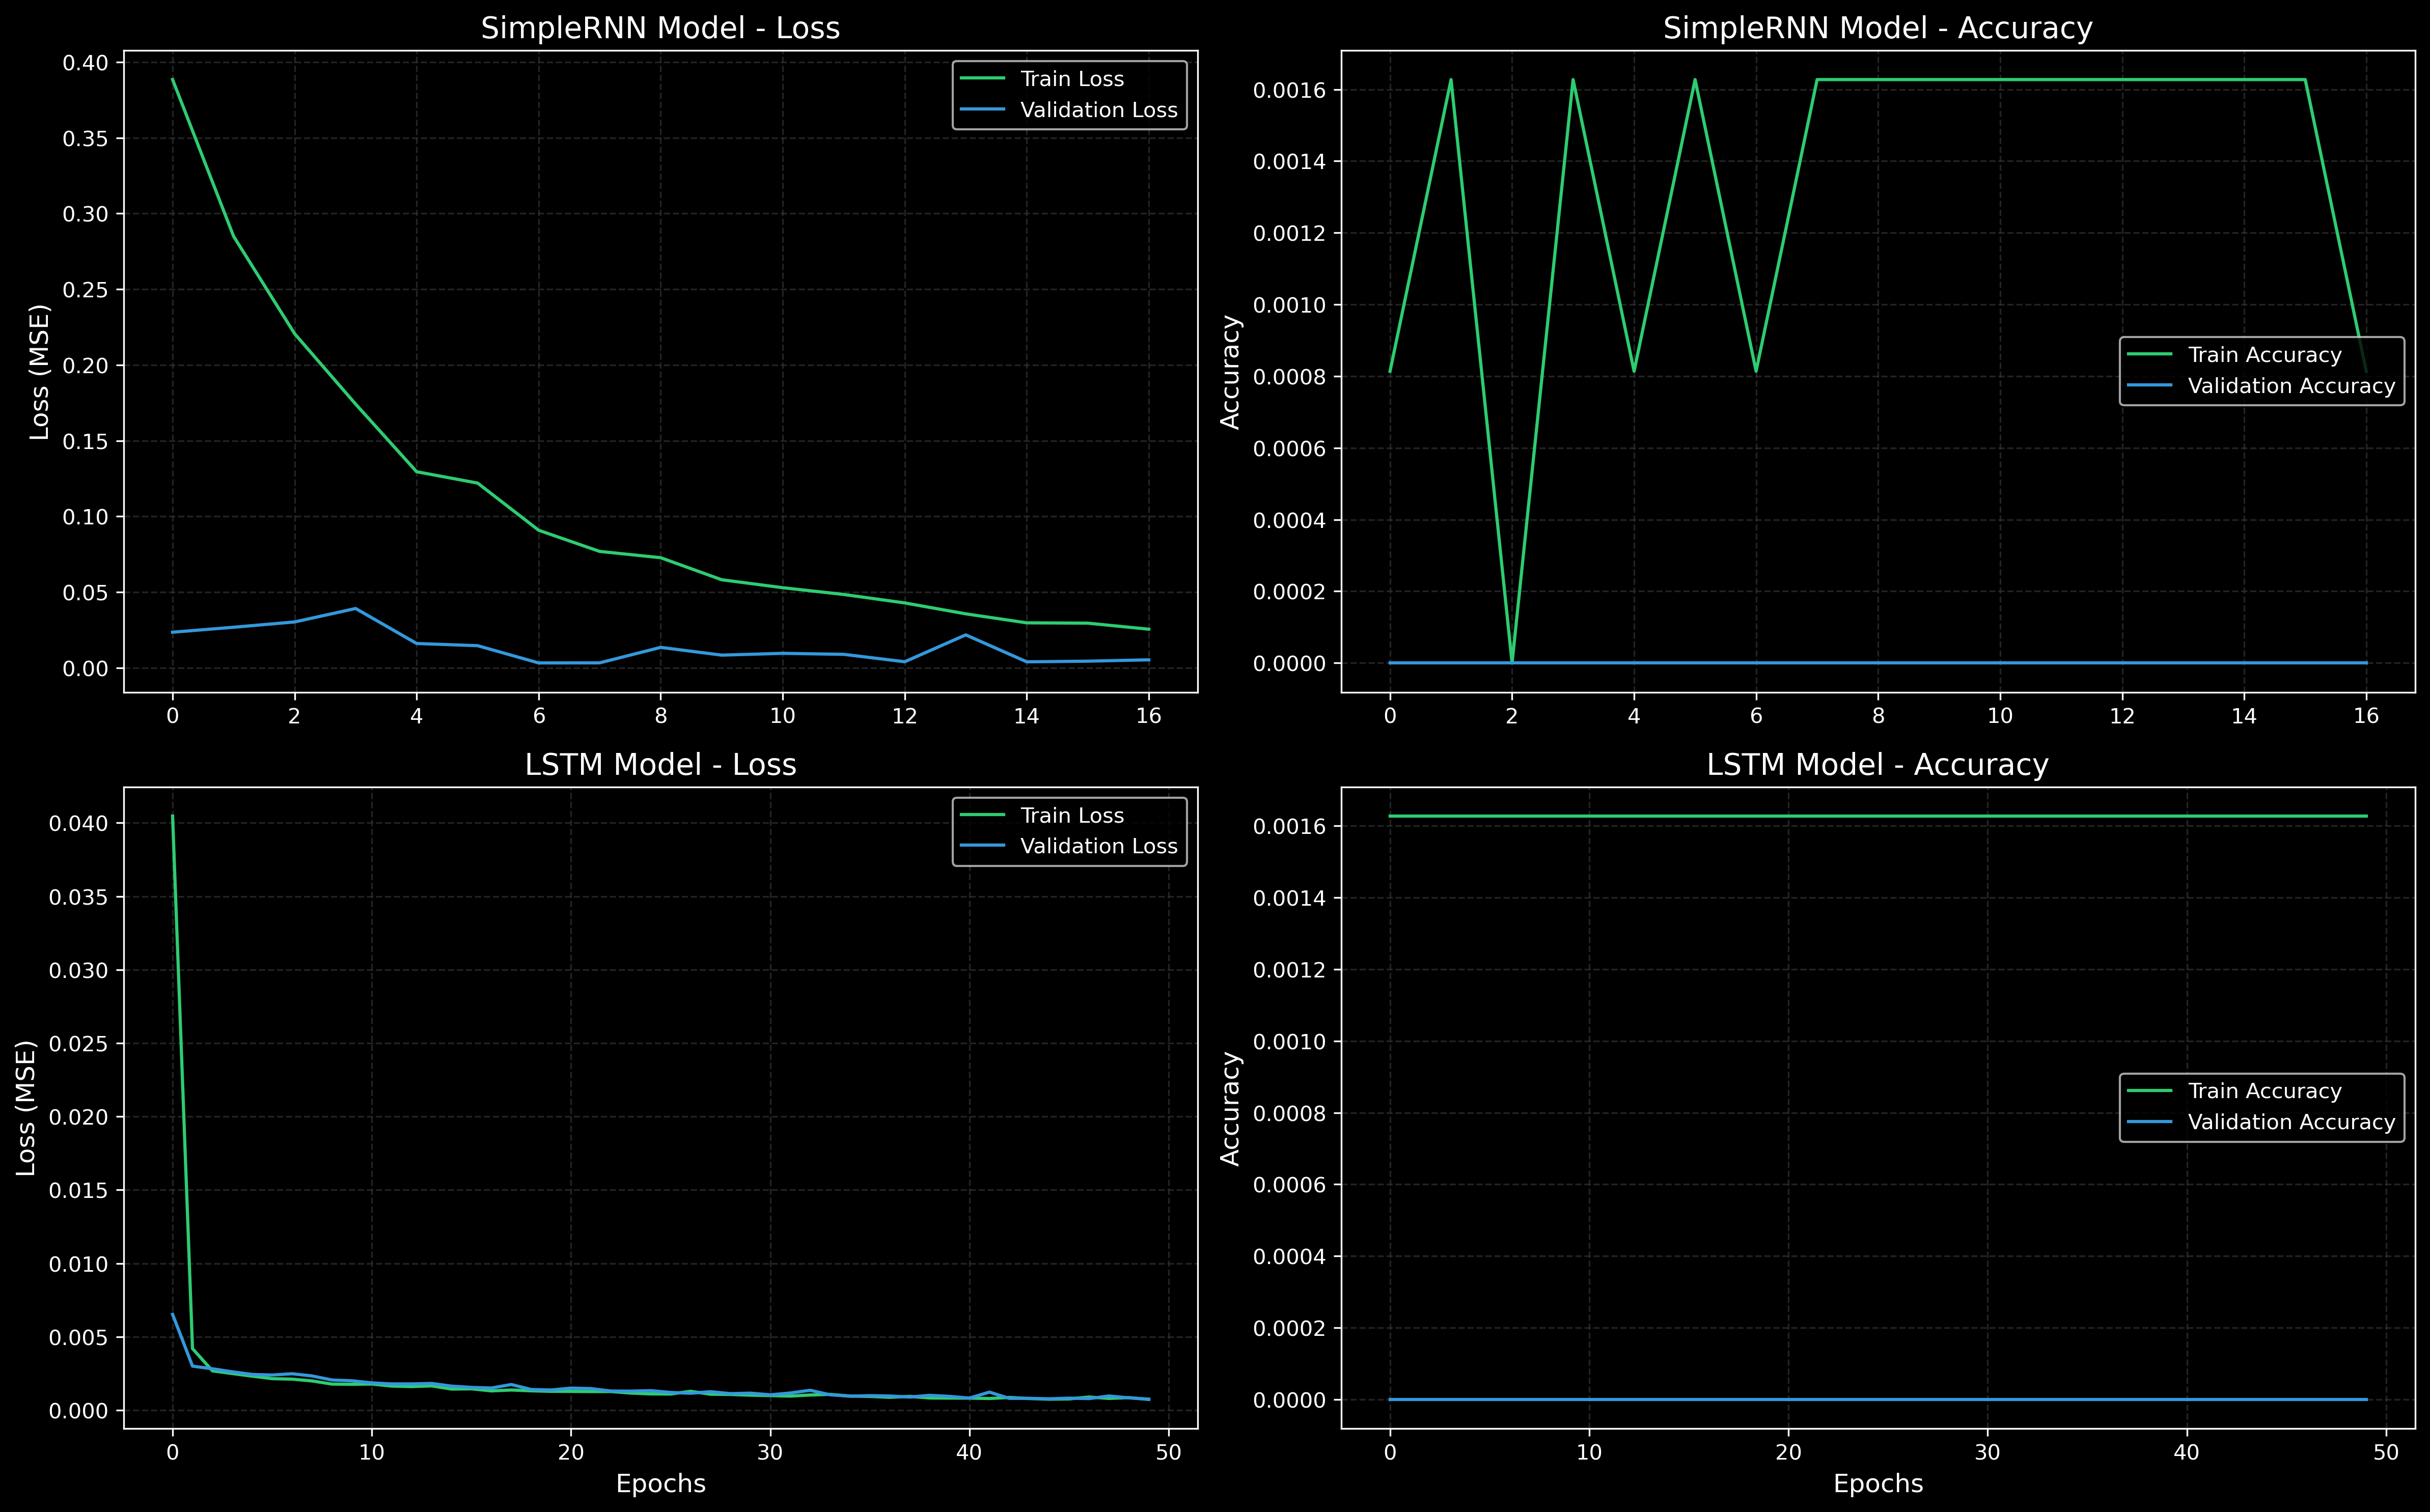 SimpleRNN Model - Loss
Loss (MSE)
0.40
0.35
0.30
0.25
0.20
0.15
0.10
0.05
0.00
0 2 4 6 8 10 12 14 16
Train Loss
Validation Loss
SimpleRNN Model - Accuracy
Accuracy
0.0016
0.0014
0.0012
0.0010
0.0008
0.0006
0.0004
0.0002
0.0000
0 2 4 6 8 10 12 14 16
Train Accuracy
Validation Accuracy
LSTM Model - Loss
Loss (MSE)
0.040
0.035
0.030
0.025
0.020
0.015
0.010
0.005
0.000
0 10 20 30 40 50
Epochs
Train Loss
Validation Loss
LSTM Model - Accuracy
Accuracy
0.0016
0.0014
0.0012
0.0010
0.0008
0.0006
0.0004
0.0002
0.0000
0 10 20 30 40 50
Epochs
Train Accuracy
Validation Accuracy